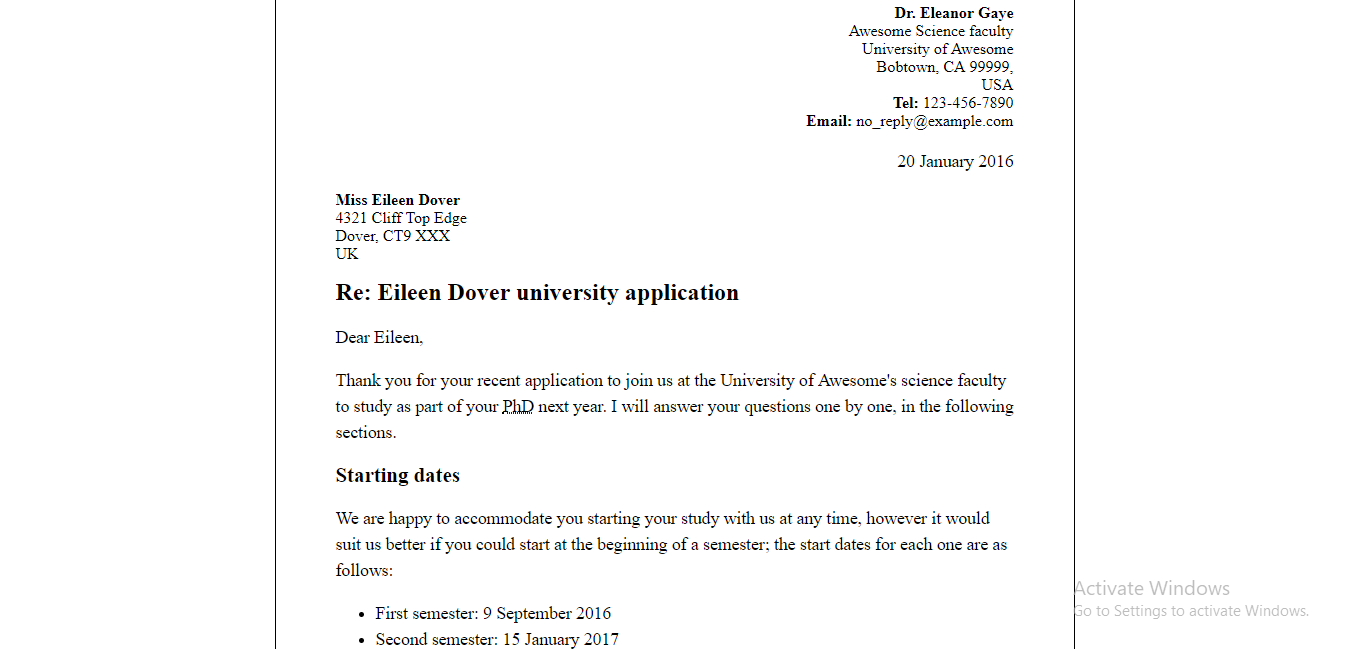 Dr. Eleanor Gaye
Awesome Science faculty
University of Awesome
Bobtown, CA 99999,
USA
Tel: 123-456-7890
Email: no_reply@example.com
20 January 2016
Miss Eileen Dover
4321 Cliff Top Edge
Dover, CT9 XXX
UK
Re: Eileen Dover university application
Dear Eileen,
Thank you for your recent application to join us at the University of Awesome's science faculty
to study as part of your PhD next year. I will answer your questions one by one, in the following
sections.
Starting dates
We are happy to accommodate you starting your study with us at any time, however it would
suit us better if you could start at the beginning of a semester; the start dates for each one are as
follows:
• First semester: 9 September 2016
• Second semester: 15 January 2017
Activate Windows
Go to Settings to activate Windows.